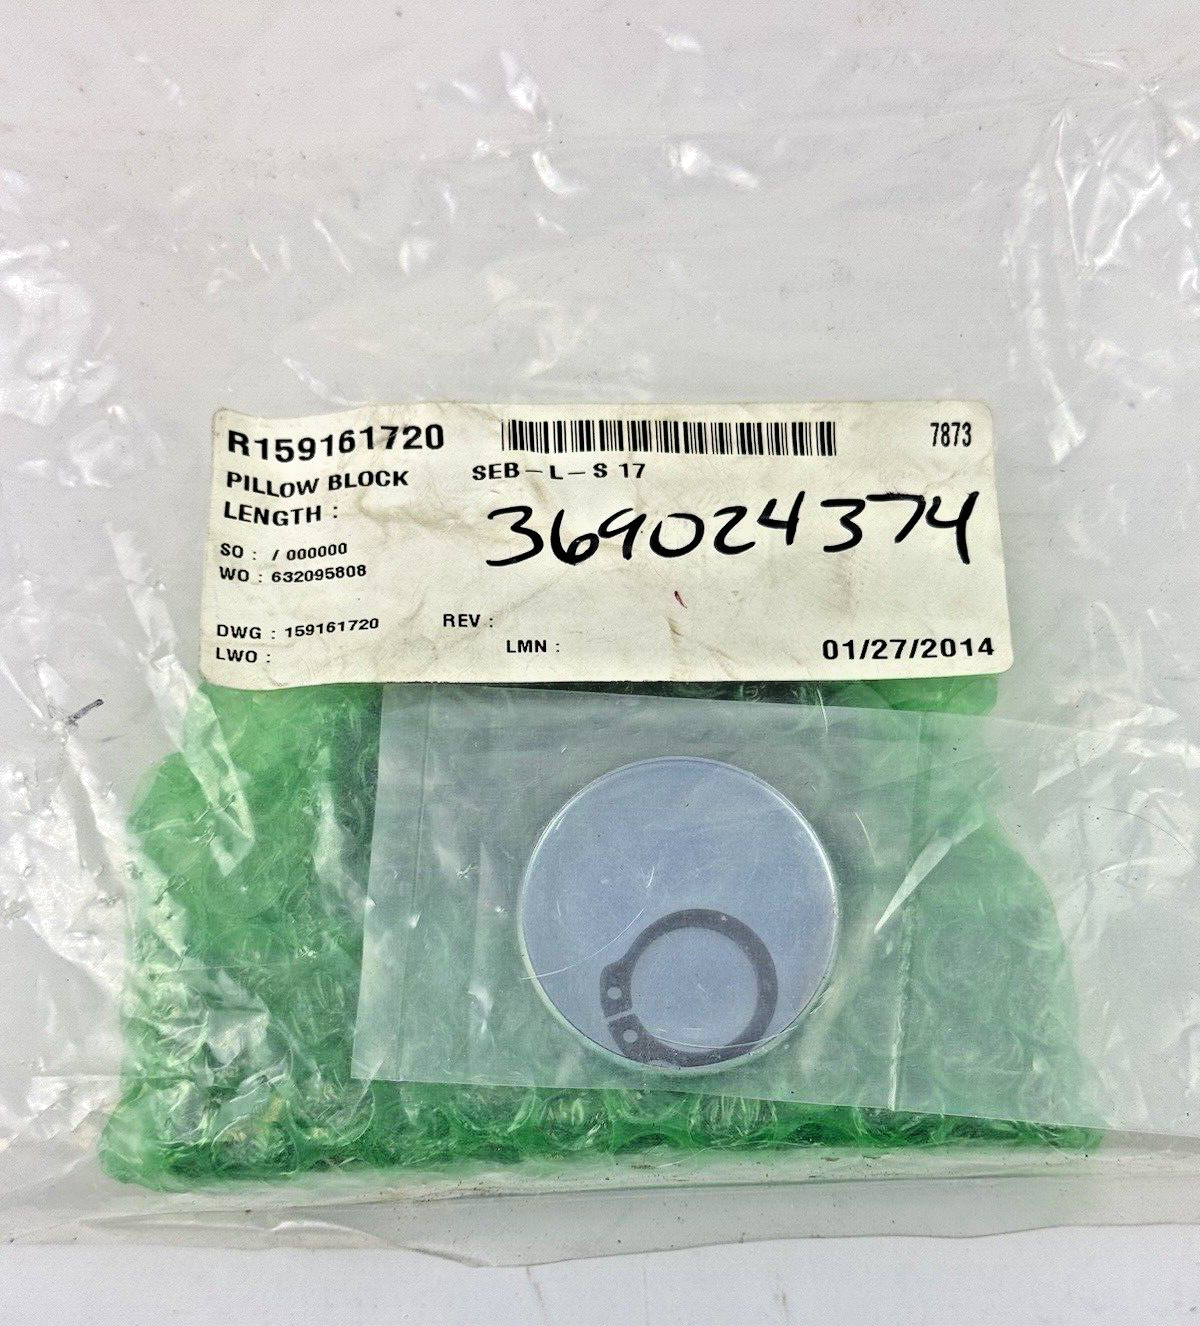 R159161720 7873
PILLOW BLOCK SEB-L-S 17
LENGTH :
369024374
SO : / 000000
WO : 632095808
DWG : 159161720 REV :
LWO : LMN : 01/27/2014